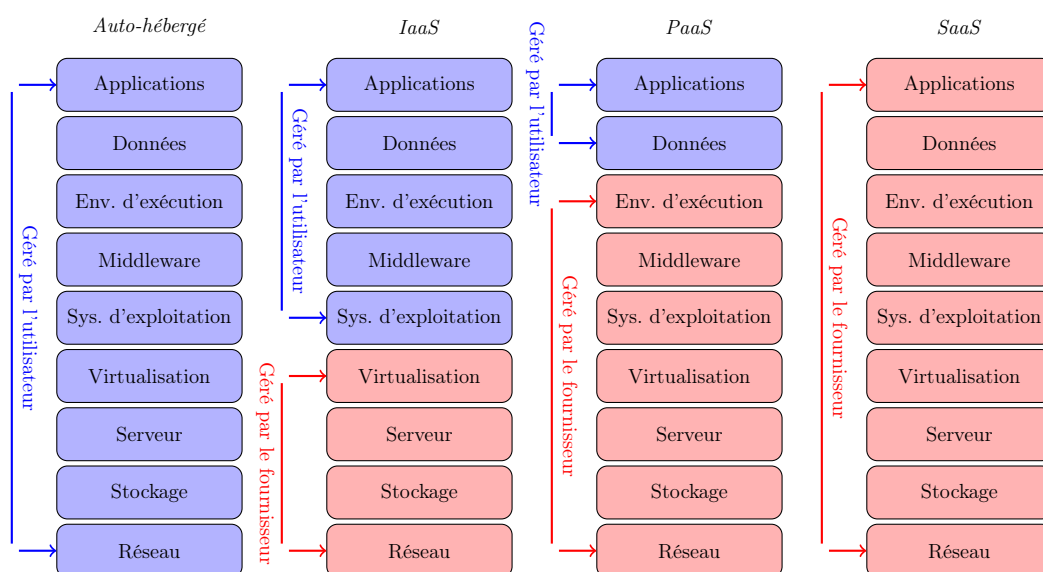 Auto-hébergé
Applications
Données
Env. d'exécution
Middleware
Sys. d'exploitation
Virtualisation
Serveur
Stockage
Réseau
Géré par l'utilisateur
IaaS
Applications
Données
Env. d'exécution
Middleware
Sys. d'exploitation
Virtualisation
Serveur
Stockage
Réseau
Géré par l'utilisateur
Géré par le fournisseur
PaaS
Applications
Données
Env. d'exécution
Middleware
Sys. d'exploitation
Virtualisation
Serveur
Stockage
Réseau
Géré par l'utilisateur
Géré par le fournisseur
SaaS
Applications
Données
Env. d'exécution
Middleware
Sys. d'exploitation
Virtualisation
Serveur
Stockage
Réseau
Géré par le fournisseur